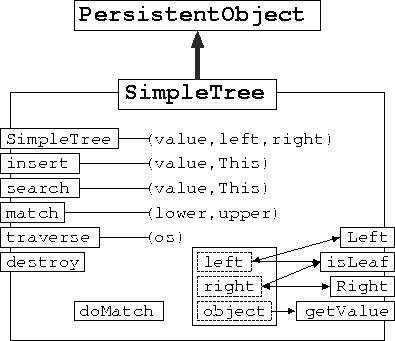 PersistentObject
SimpleTree
SimpleTree (value,left,right)
insert (value,This)
search (value,This)
match (lower,upper)
traverse (os)
Left
destroy
left
isLeaf
right
Right
doMatch
object
getValue